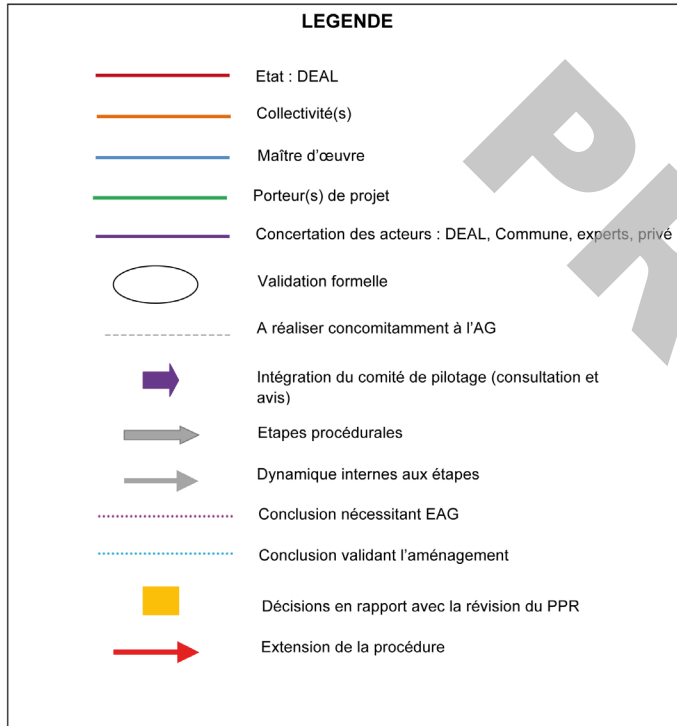 LEGENDE
Etat : DEAL
Collectivité(s)
Maître d’œuvre
Porteur(s) de projet
Concertation des acteurs : DEAL, Commune, experts, privé
Validation formelle
A réaliser concomitamment à l’AG
Intégration du comité de pilotage (consultation et
avis)
Etapes procédurales
Dynamique internes aux étapes
Conclusion nécessitant EAG
Conclusion validant l’aménagement
Décisions en rapport avec la révision du PPR
Extension de la procédure